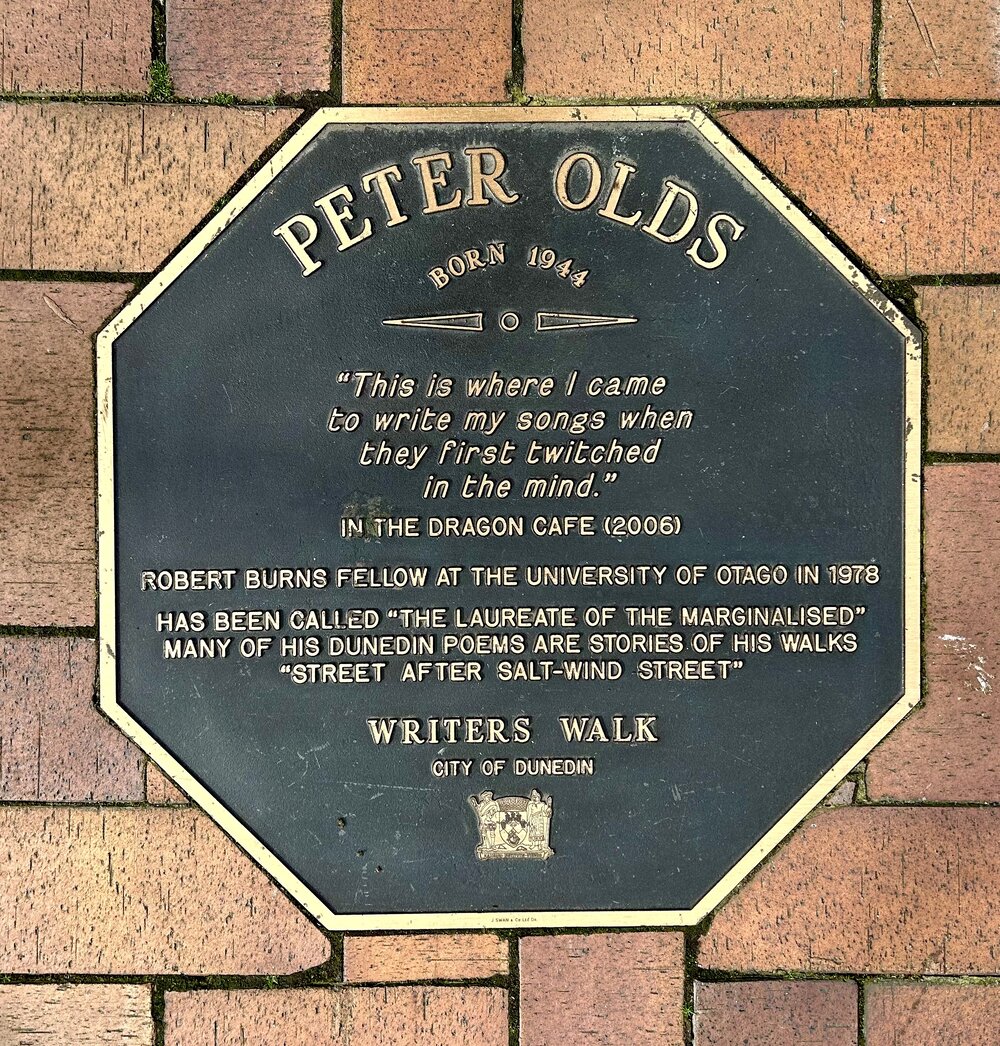 PETER OLDS
BORN 1944
“This is where I came
to write my songs when
they first twitched
in the mind.”
IN THE DRAGON CAFE (2006)
ROBERT BURNS FELLOW AT THE UNIVERSITY OF OTAGO IN 1978
HAS BEEN CALLED “THE LAUREATE OF THE MARGINALISED”
MANY OF HIS DUNEDIN POEMS ARE STORIES OF HIS WALKS
“STREET AFTER SALT-WIND STREET”
WRITERS WALK
CITY OF DUNEDIN
J SWAN & CO LTD